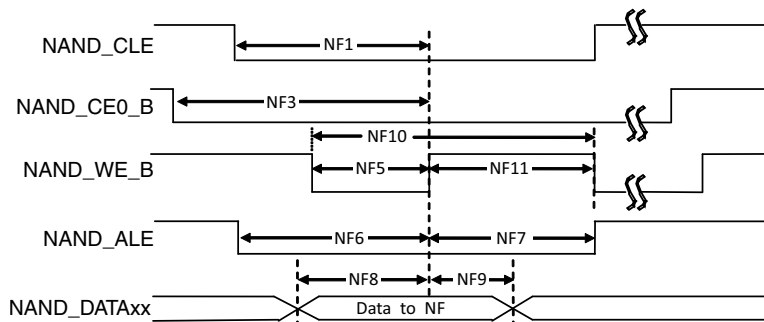 NAND_CLE
NF1
NAND_CE0_B
NF3
NF10
NAND_WE_B
NF5
NF11
NAND_ALE
NF6
NF7
NF8
NF9
NAND_DATAxx
Data to NF